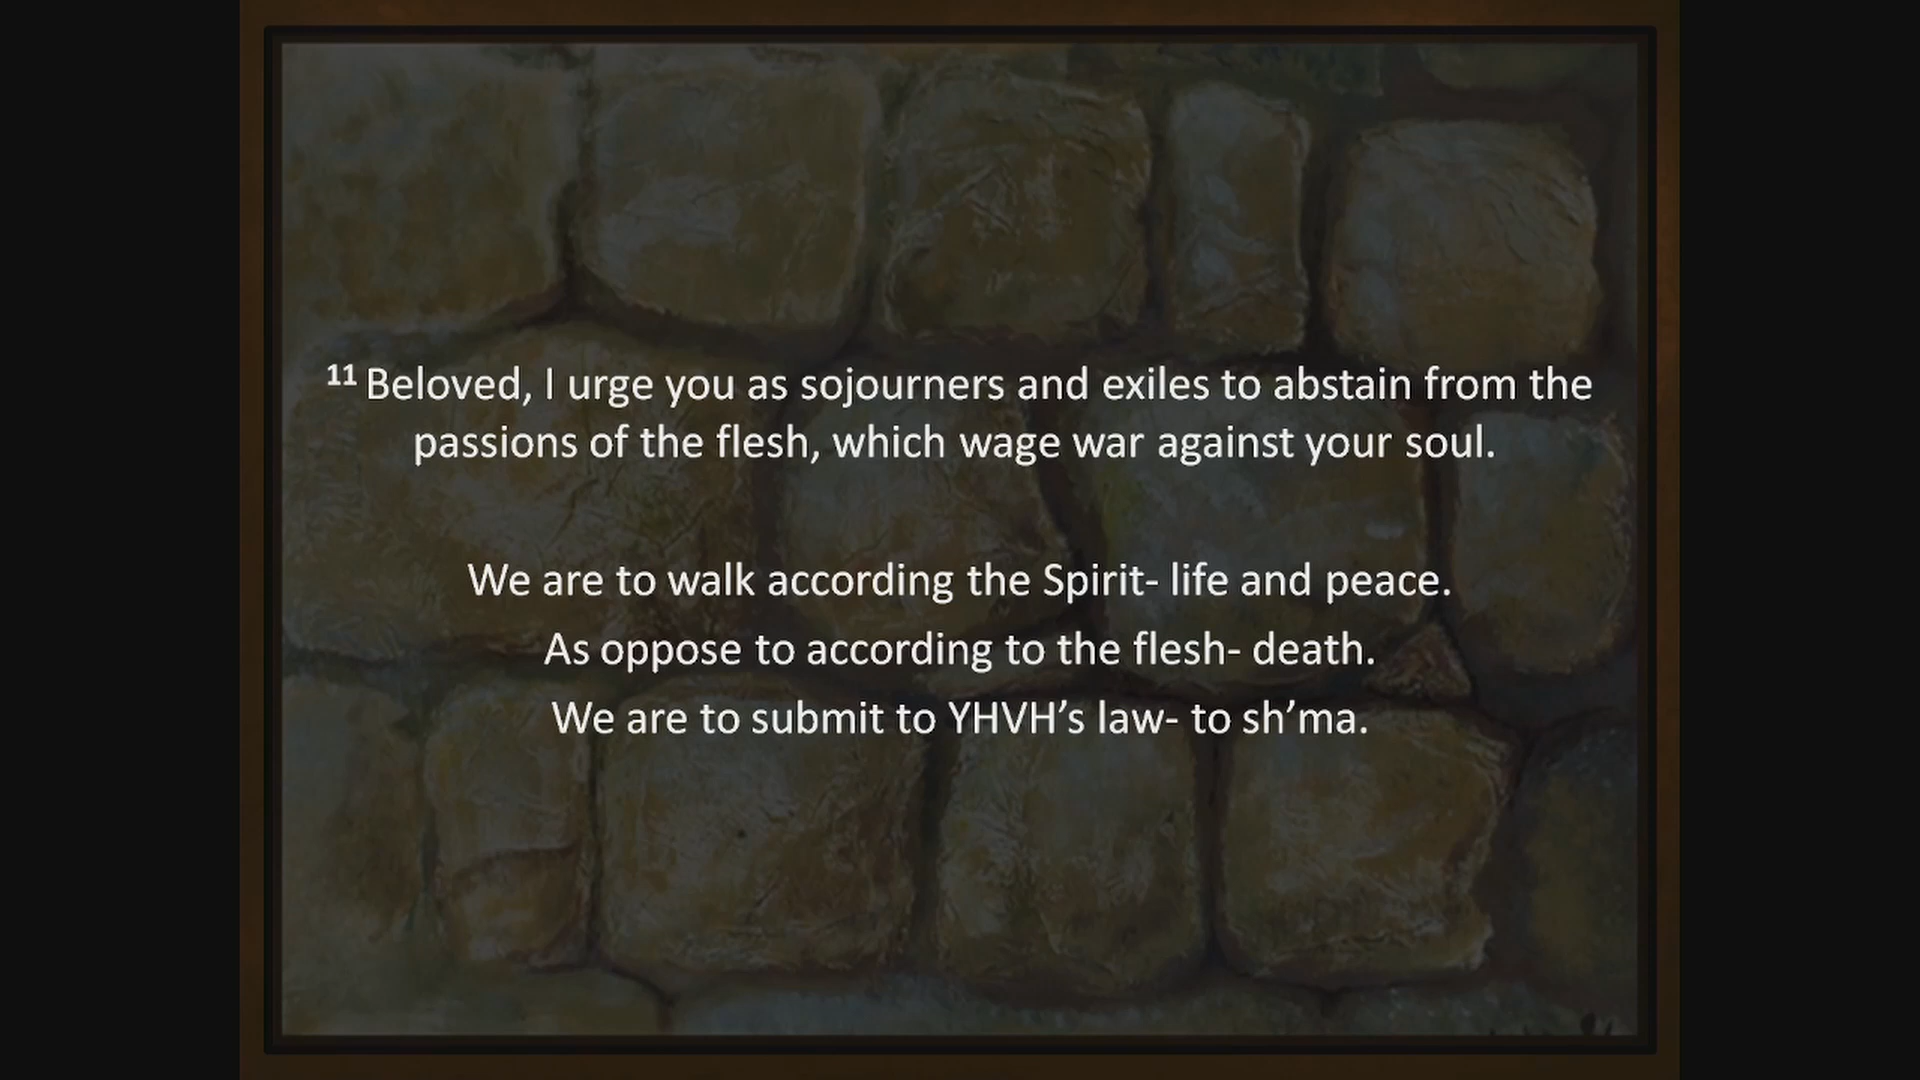 11 Beloved, I urge you as sojourners and exiles to abstain from the
passions of the flesh, which wage war against your soul.
We are to walk according the Spirit- life and peace.
As oppose to according to the flesh- death.
We are to submit to YHVH’s law- to sh’ma.